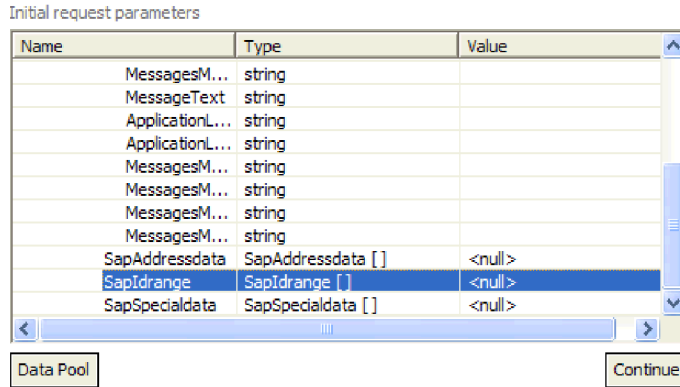 Initial request parameters
Name Type Value
MessagesM... string
MessageText string
ApplicationL... string
ApplicationL... string
MessagesM... string
MessagesM... string
MessagesM... string
MessagesM... string
SapAddressdata SapAddressdata [ ] <null>
SapIdrange SapIdrange [ ] <null>
SapSpecialdata SapSpecialdata [ ] <null>
Data Pool Continue